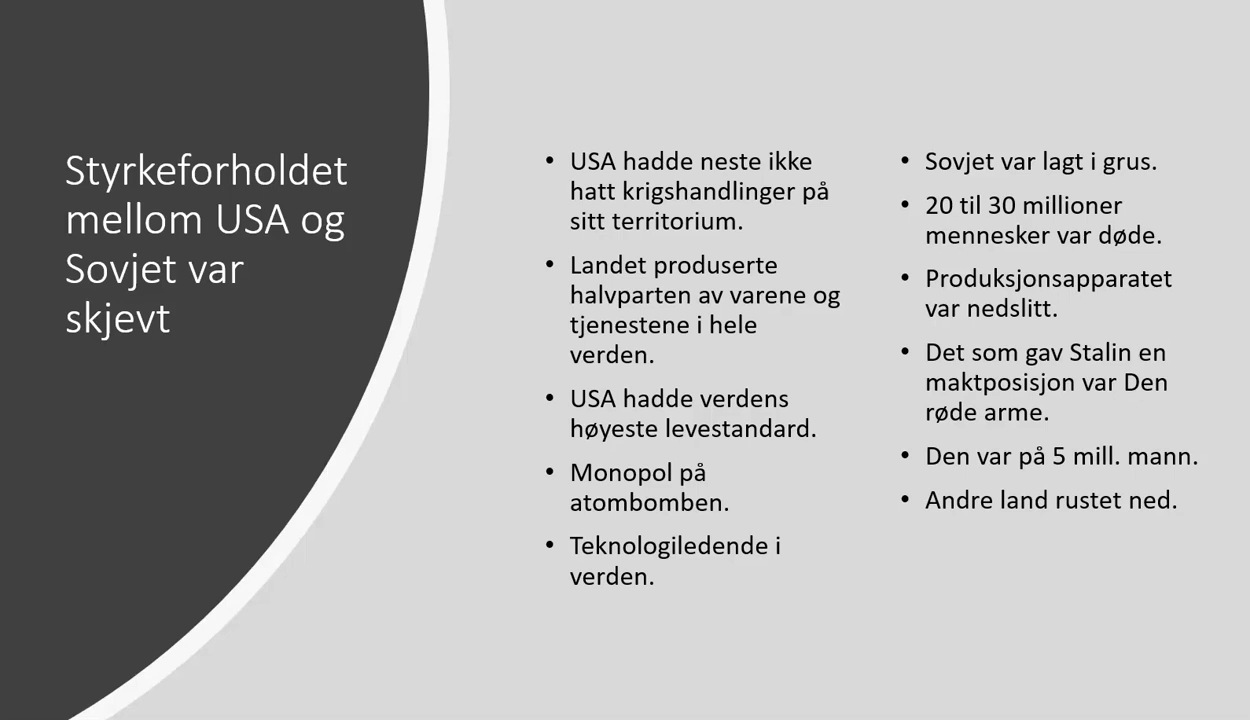 Styrkeforholdet
mellom USA og
Sovjet var
skjevt
• USA hadde neste ikke
hatt krigshandlinger på
sitt territorium.
• Landet produserte
halvparten av varene og
tjenestene i hele
verden.
• USA hadde verdens
høyeste levestandard.
• Monopol på
atombomben.
• Teknologiledende i
verden.
• Sovjet var lagt i grus.
• 20 til 30 millioner
mennesker var døde.
• Produksjonsapparatet
var nedslitt.
• Det som gav Stalin en
maktposisjon var Den
røde arme.
• Den var på 5 mill. mann.
• Andre land rustet ned.